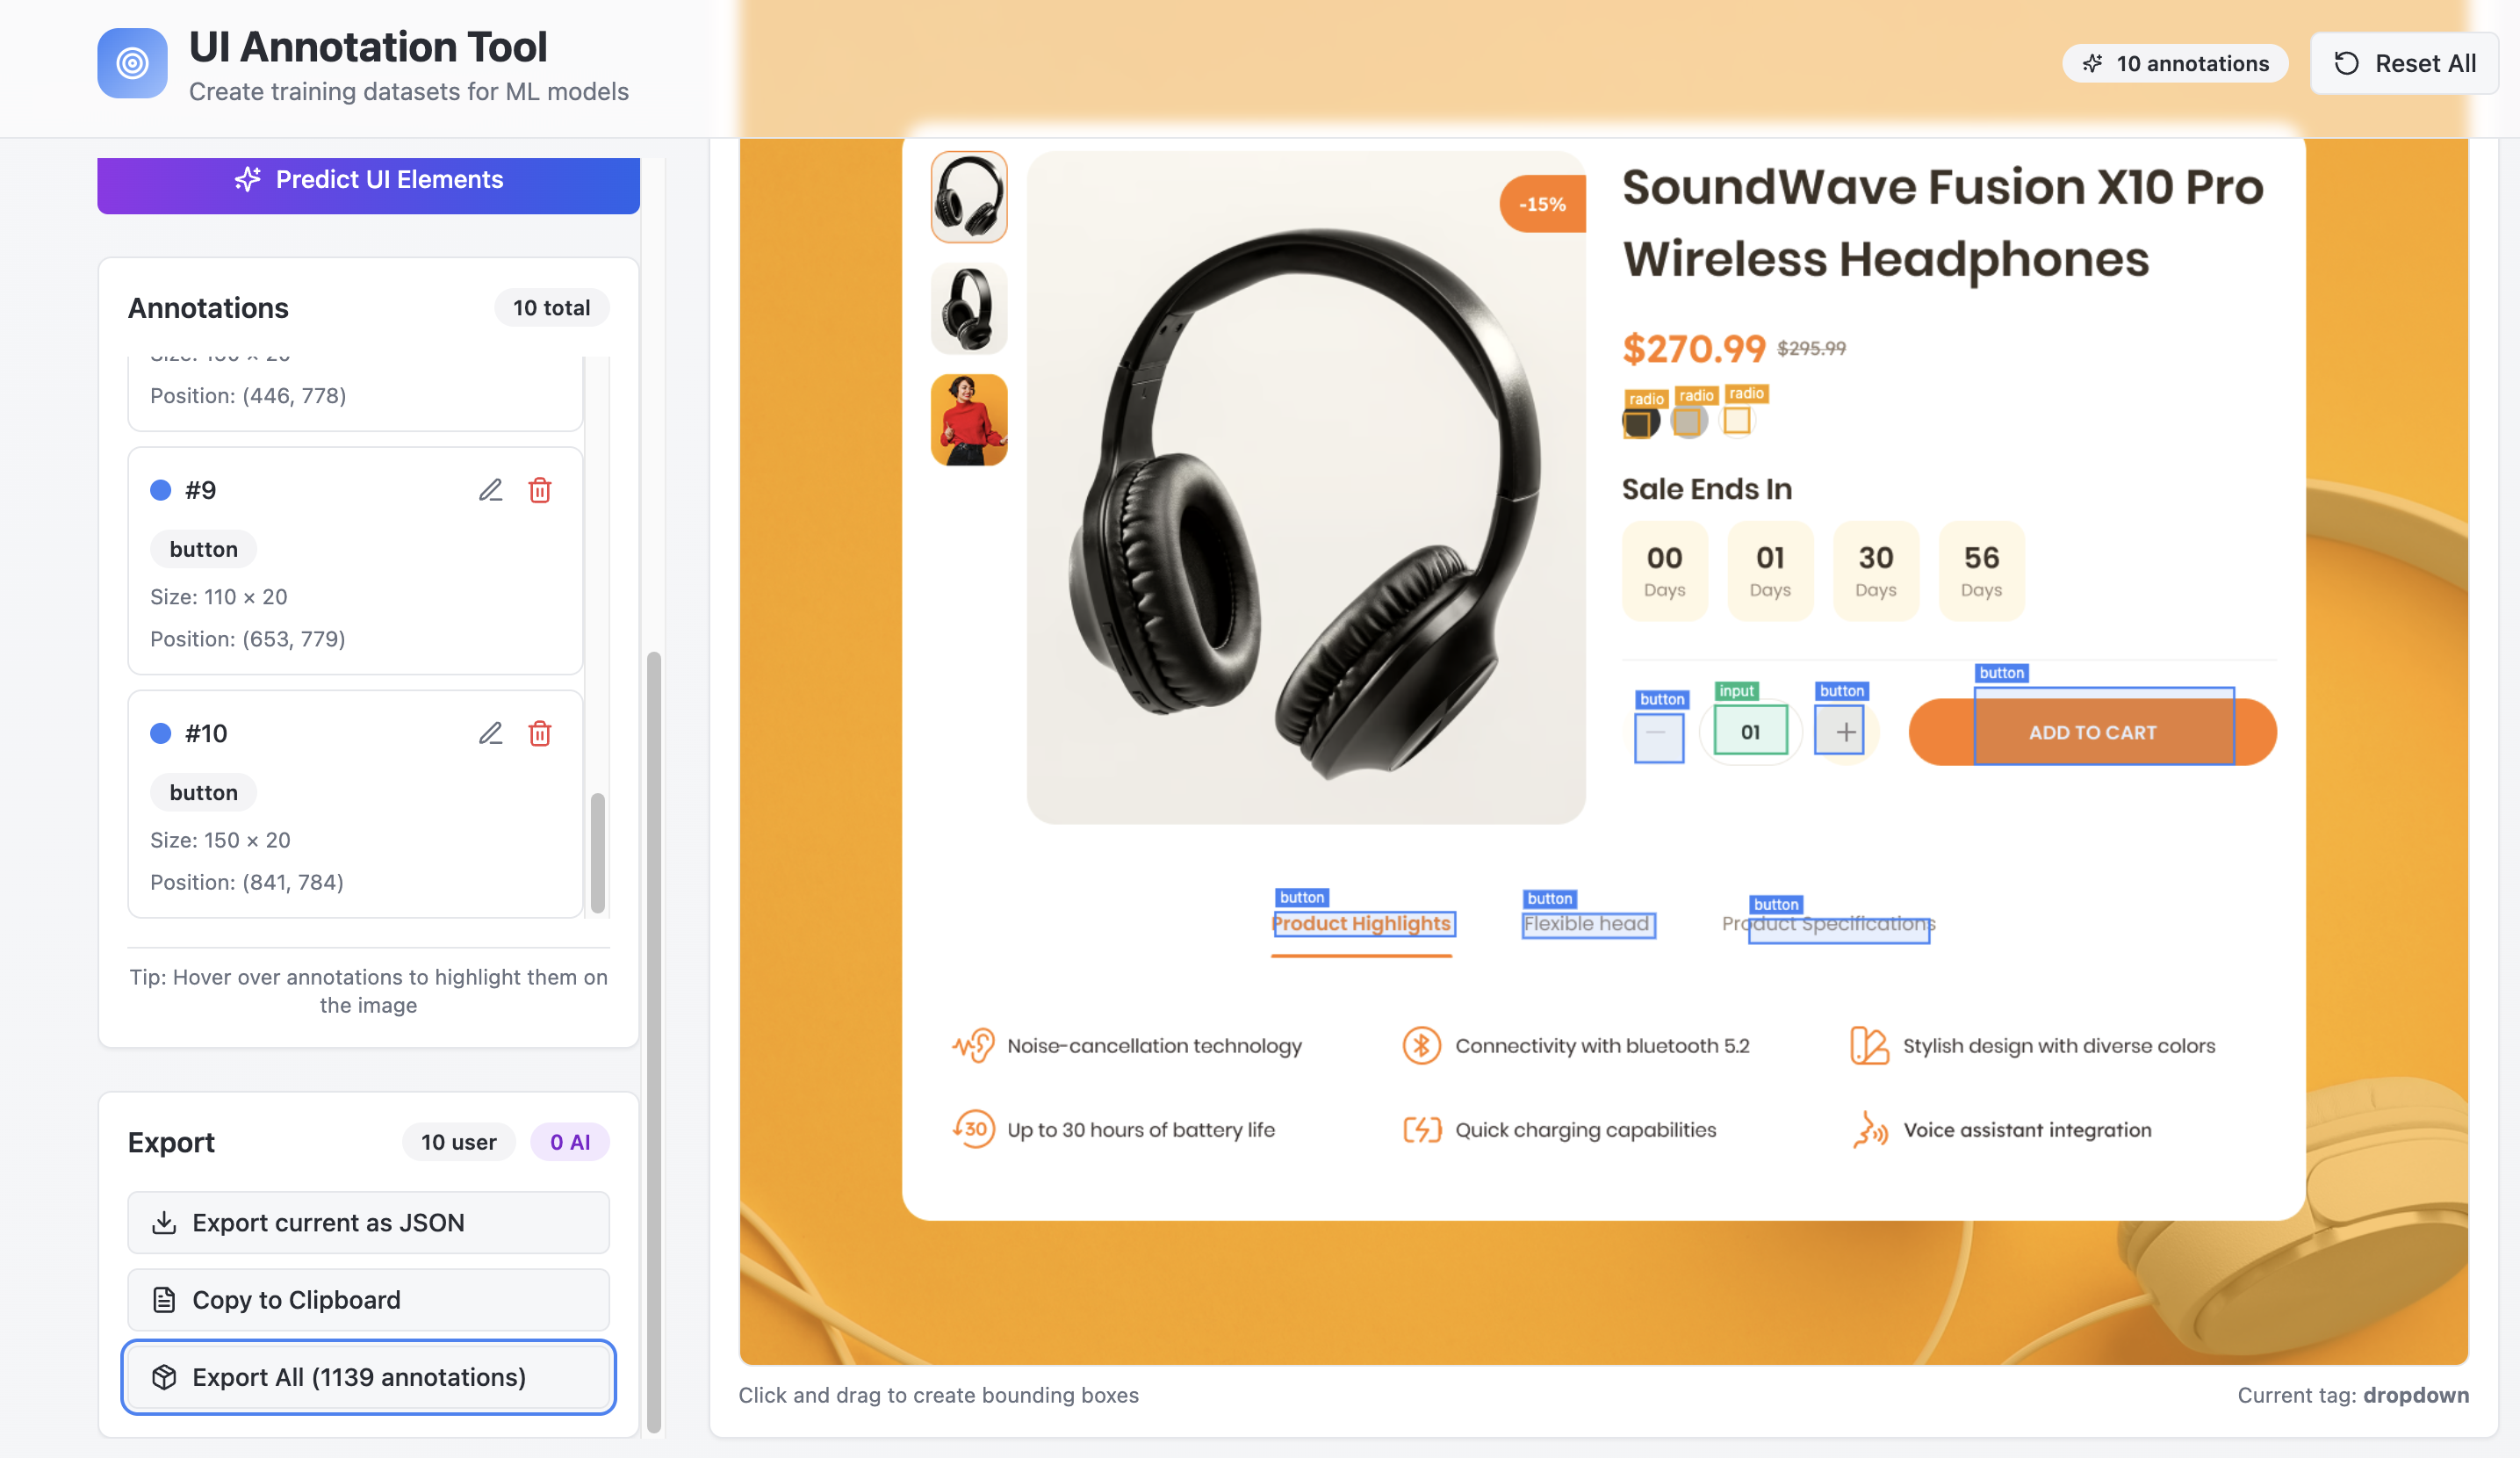 UI Annotation Tool
Create training datasets for ML models
10 annotations
Reset All
Predict UI Elements
Annotations
10 total
Position: (446, 778)
#9
button
Size: 110 × 20
Position: (653, 779)
#10
button
Size: 150 × 20
Position: (841, 784)
Tip: Hover over annotations to highlight them on
the image
Export
10 user
0 AI
Export current as JSON
Copy to Clipboard
Export All (1139 annotations)
-15%
SoundWave Fusion X10 Pro
Wireless Headphones
$270.99 $295.99
radio radio radio
Sale Ends In
00 01 30 56
Days Days Days Days
button input button button
01
ADD TO CART
button button button
Product Highlights Flexible head Product Specifications
Noise-cancellation technology
Connectivity with bluetooth 5.2
Stylish design with diverse colors
30
Up to 30 hours of battery life
Quick charging capabilities
Voice assistant integration
Click and drag to create bounding boxes
Current tag: dropdown